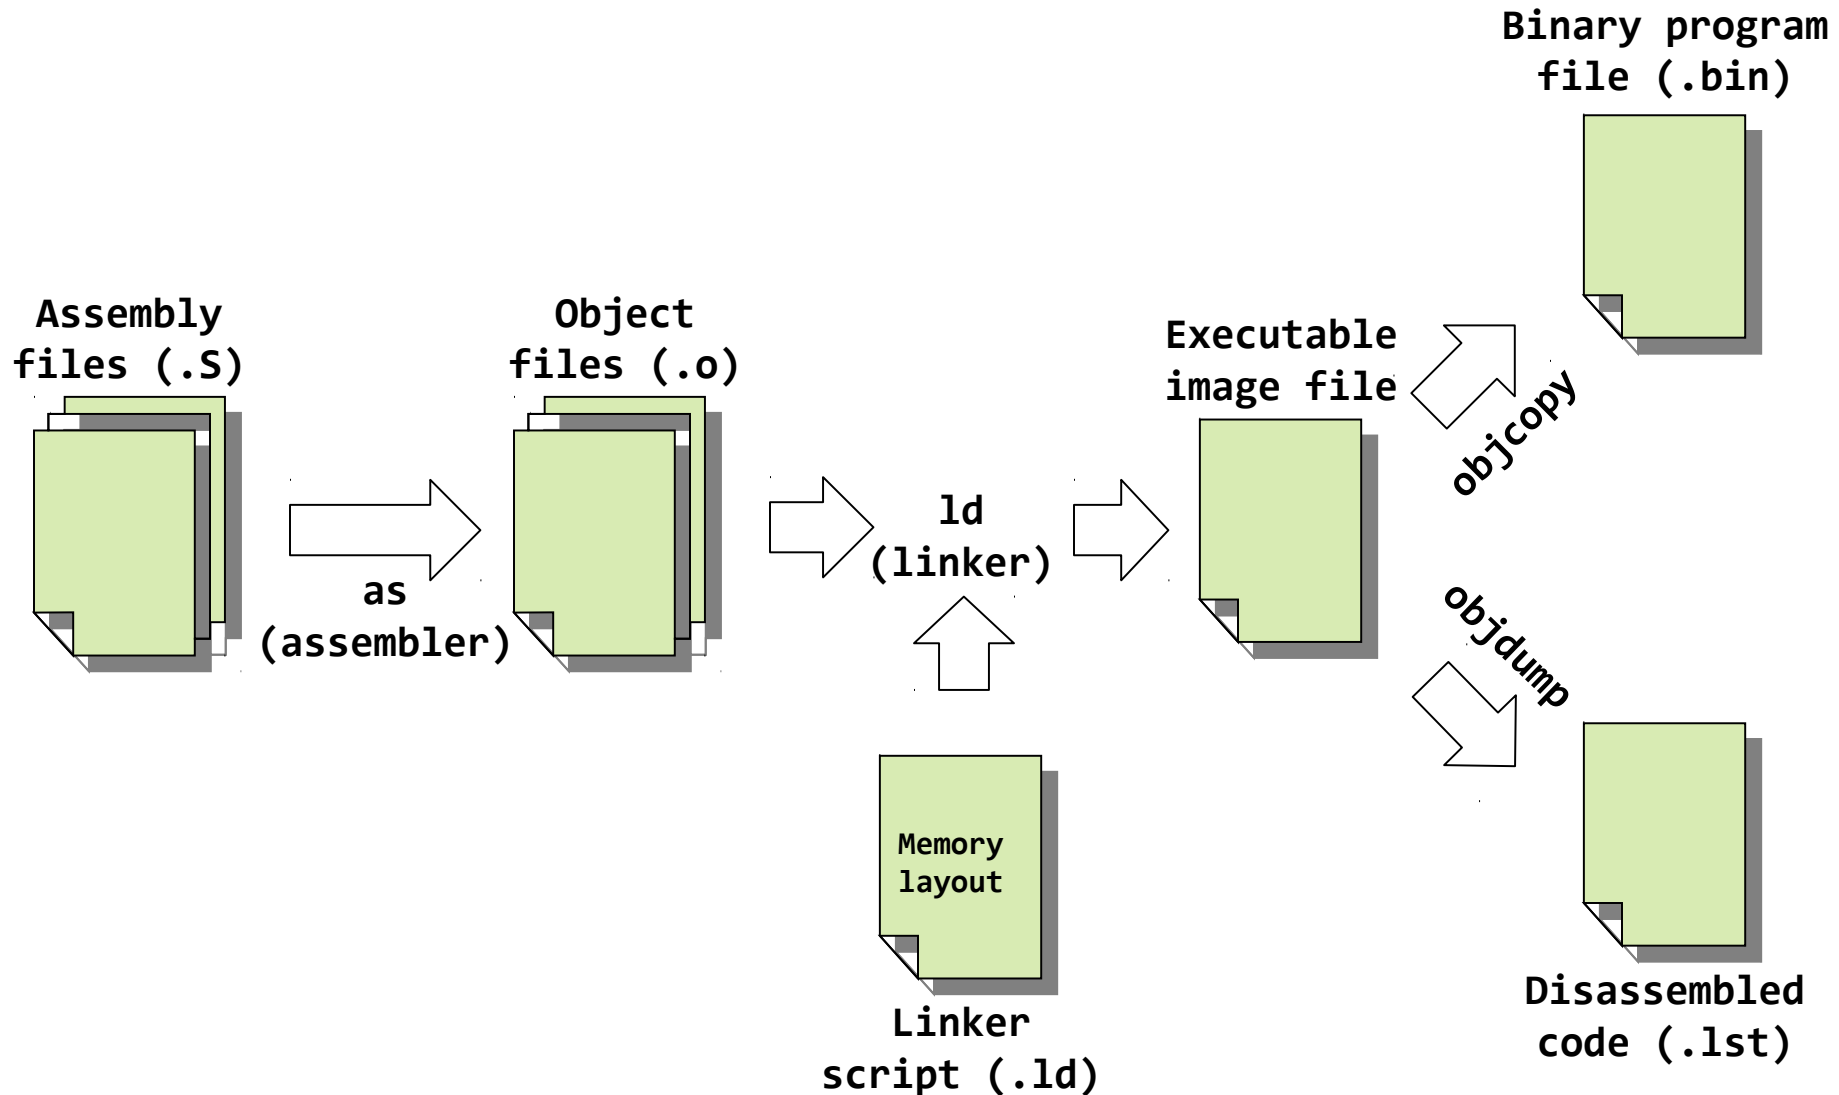 Binary program
file (.bin)
Assembly
files (.S)
Object
files (.o)
Executable
image file
objcopy
ld
(linker)
as
(assembler)
objdump
Memory
layout
Linker
script (.ld)
Disassembled
code (.lst)